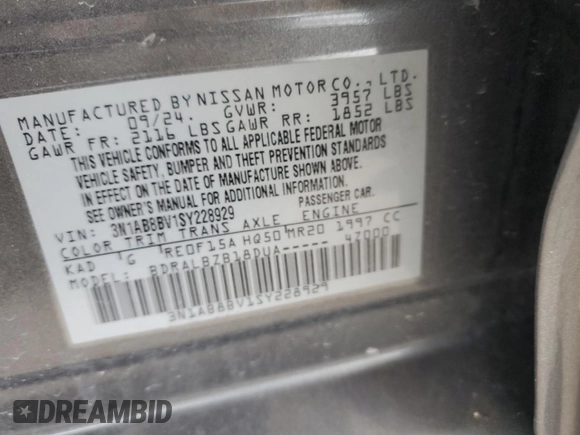 MANUFACTURED BY NISSAN MOTOR CO., LTD.
DATE: 09/24. GVWR: 3957 LBS
GAWR FR: 2116 LBS GAWR RR: 1852 LBS
THIS VEHICLE CONFORMS TO ALL APPLICABLE FEDERAL MOTOR
VEHICLE SAFETY, BUMPER AND THEFT PREVENTION STANDARDS
IN EFFECT ON THE DATE OF MANUFACTURE SHOWN ABOVE.
SEE OWNER'S MANUAL FOR ADDITIONAL INFORMATION.
VIN: 3N1AB8BV1SY228929 PASSENGER CAR.
COLOR TRIM TRANS AXLE ENGINE
KAD G RE0F15A HQ50 MR20 1997 CC
BDRALBZB18DUA----- 4Z000
3N1AB8BV1SY228929
DREAMBID